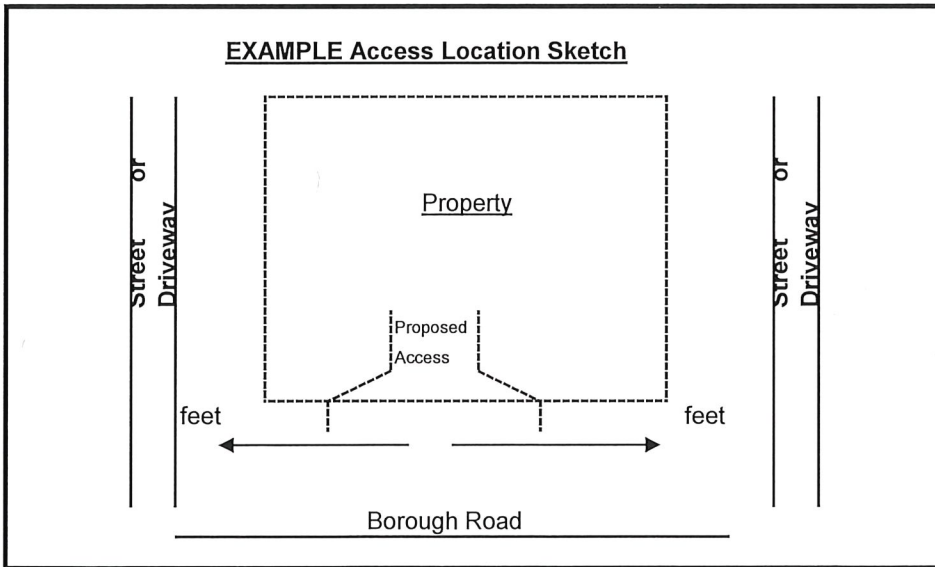 EXAMPLE Access Location Sketch
Street or
Driveway
Property
Street or
Driveway
Proposed
Access
feet
feet
Borough Road